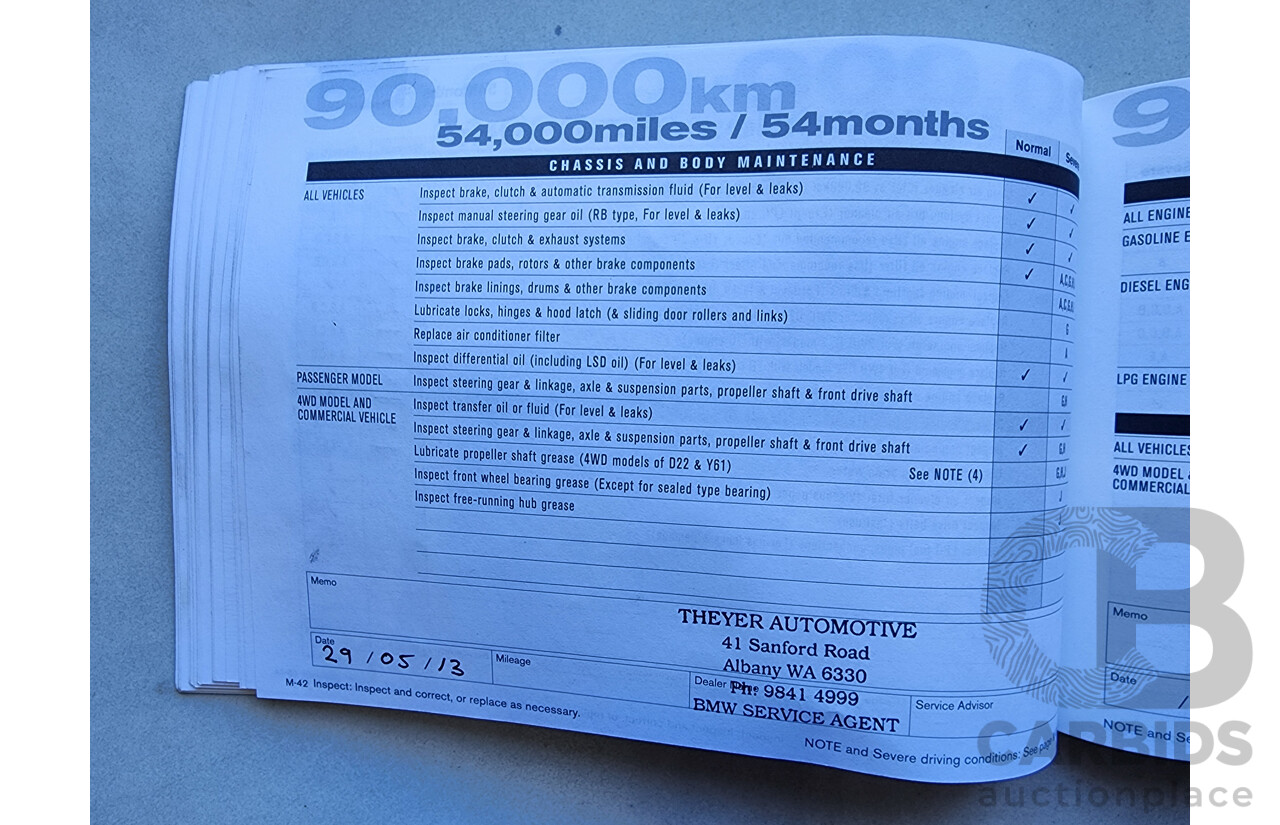 90,000km
54,000miles / 54months
CHASSIS AND BODY MAINTENANCE
Normal
ALL VEHICLES
Inspect brake, clutch & automatic transmission fluid (For level & leaks) ✓ ✓
Inspect manual steering gear oil (RB type, For level & leaks) ✓ ✓
Inspect brake, clutch & exhaust systems ✓ ✓
Inspect brake pads, rotors & other brake components ✓
Inspect brake linings, drums & other brake components
Lubricate locks, hinges & hood latch (& sliding door rollers and links) G
Replace air conditioner filter A
Inspect differential oil (including LSD oil) (For level & leaks) ✓ ✓
PASSENGER MODEL
Inspect steering gear & linkage, axle & suspension parts, propeller shaft & front drive shaft
4WD MODEL AND
COMMERCIAL VEHICLE
Inspect transfer oil or fluid (For level & leaks) ✓ ✓
Inspect steering gear & linkage, axle & suspension parts, propeller shaft & front drive shaft ✓
Lubricate propeller shaft grease (4WD models of D22 & Y61) See NOTE (4)
Inspect front wheel bearing grease (Except for sealed type bearing)
Inspect free-running hub grease
Memo
THEYER AUTOMOTIVE
41 Sanford Road
Albany WA 6330
Ph: 9841 4999
BMW SERVICE AGENT
Date
29/05/13
Mileage
Dealer
Service Advisor
M-42 Inspect: Inspect and correct, or replace as necessary.
NOTE and Severe driving conditions: See page
9
ALL ENGINE
GASOLINE E
DIESEL ENG
LPG ENGINE
ALL VEHICLES
4WD MODEL
COMMERCIAL
Memo
Date
/
NOTE and Se
CB
CARBIDS
auctionplace